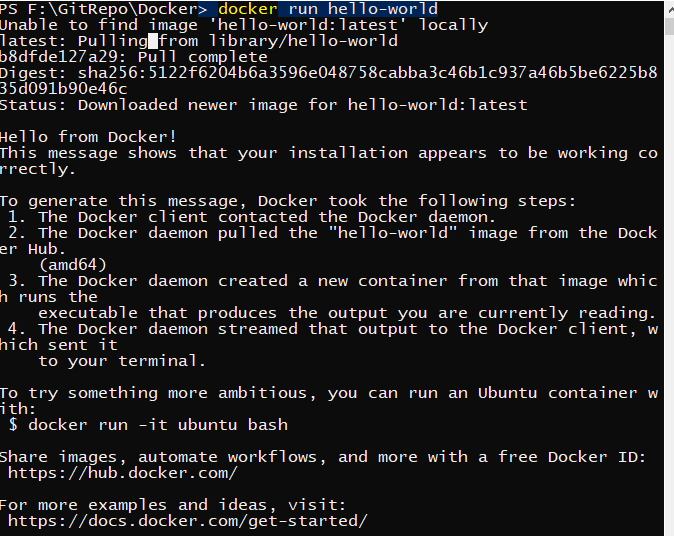 PS F:\GitRepo\Docker> docker run hello-world
Unable to find image 'hello-world:latest' locally
latest: Pulling from library/hello-world
b8dfde127a29: Pull complete
Digest: sha256:5122f6204b6a3596e048758cabba3c46b1c937a46b5be6225b8
35d091b90e46c
Status: Downloaded newer image for hello-world:latest
Hello from Docker!
This message shows that your installation appears to be working co
rrectly.
To generate this message, Docker took the following steps:
1. The Docker client contacted the Docker daemon.
2. The Docker daemon pulled the "hello-world" image from the Dock
er Hub.
(amd64)
3. The Docker daemon created a new container from that image whic
h runs the
executable that produces the output you are currently reading.
4. The Docker daemon streamed that output to the Docker client, w
hich sent it
to your terminal.
To try something more ambitious, you can run an Ubuntu container w
ith:
$ docker run -it ubuntu bash
Share images, automate workflows, and more with a free Docker ID:
https://hub.docker.com/
For more examples and ideas, visit:
https://docs.docker.com/get-started/